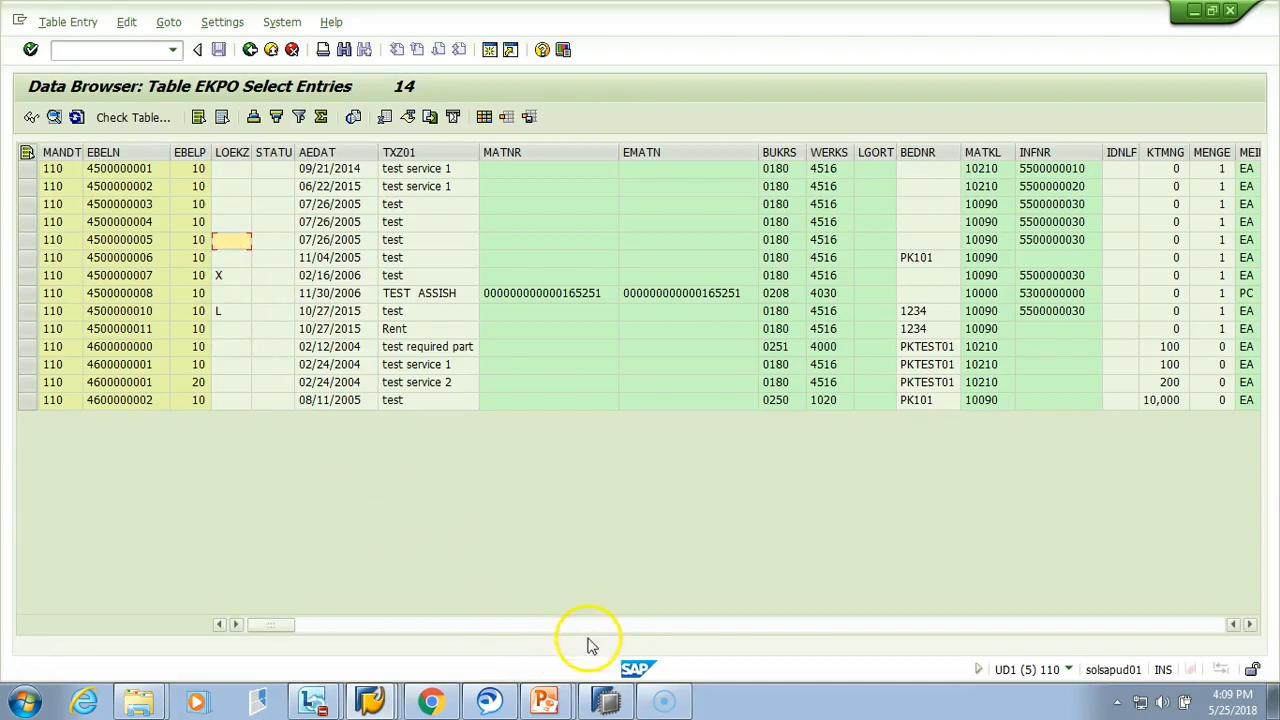 Table Entry Edit Goto Settings System Help
Data Browser: Table EKPO Select Entries 14
Check Table...
MANDT EBELN EBELP LOEKZ STATU AEDAT TXZ01 MATNR EMATN BUKRS WERKS LGORT BEDNR MATKL INFNR IDNLF KTMNG MENGE MEI
110 4500000001 10 09/21/2014 test service 1 0180 4516 10210 5500000010 0 1 EA
110 4500000002 10 06/22/2015 test service 1 0180 4516 10210 5500000020 0 1 EA
110 4500000003 10 07/26/2005 test 0180 4516 10090 5500000030 0 1 EA
110 4500000004 10 07/26/2005 test 0180 4516 10090 5500000030 0 1 EA
110 4500000005 10 07/26/2005 test 0180 4516 10090 5500000030 0 1 EA
110 4500000006 10 11/04/2005 test 0180 4516 PK101 10090 0 1 EA
110 4500000007 10 X 02/16/2006 test 0180 4516 10090 5500000030 0 1 EA
110 4500000008 10 11/30/2006 TEST ASSISH 000000000000165251 000000000000165251 0208 4030 10000 5300000000 0 1 PC
110 4500000010 10 L 10/27/2015 test 0180 4516 1234 10090 5500000030 0 1 EA
110 4500000011 10 10/27/2015 Rent 0180 4516 1234 10090 0 1 EA
110 4600000000 10 02/12/2004 test required part 0251 4000 PKTEST01 10210 100 0 EA
110 4600000001 10 02/24/2004 test service 1 0180 4516 PKTEST01 10210 100 0 EA
110 4600000001 20 02/24/2004 test service 2 0180 4516 PKTEST01 10210 200 0 EA
110 4600000002 10 08/11/2005 test 0250 1020 PK101 10090 10,000 0 EA
SAP UD1 (5) 110 solsapud01 INS
4:09 PM
5/25/2018